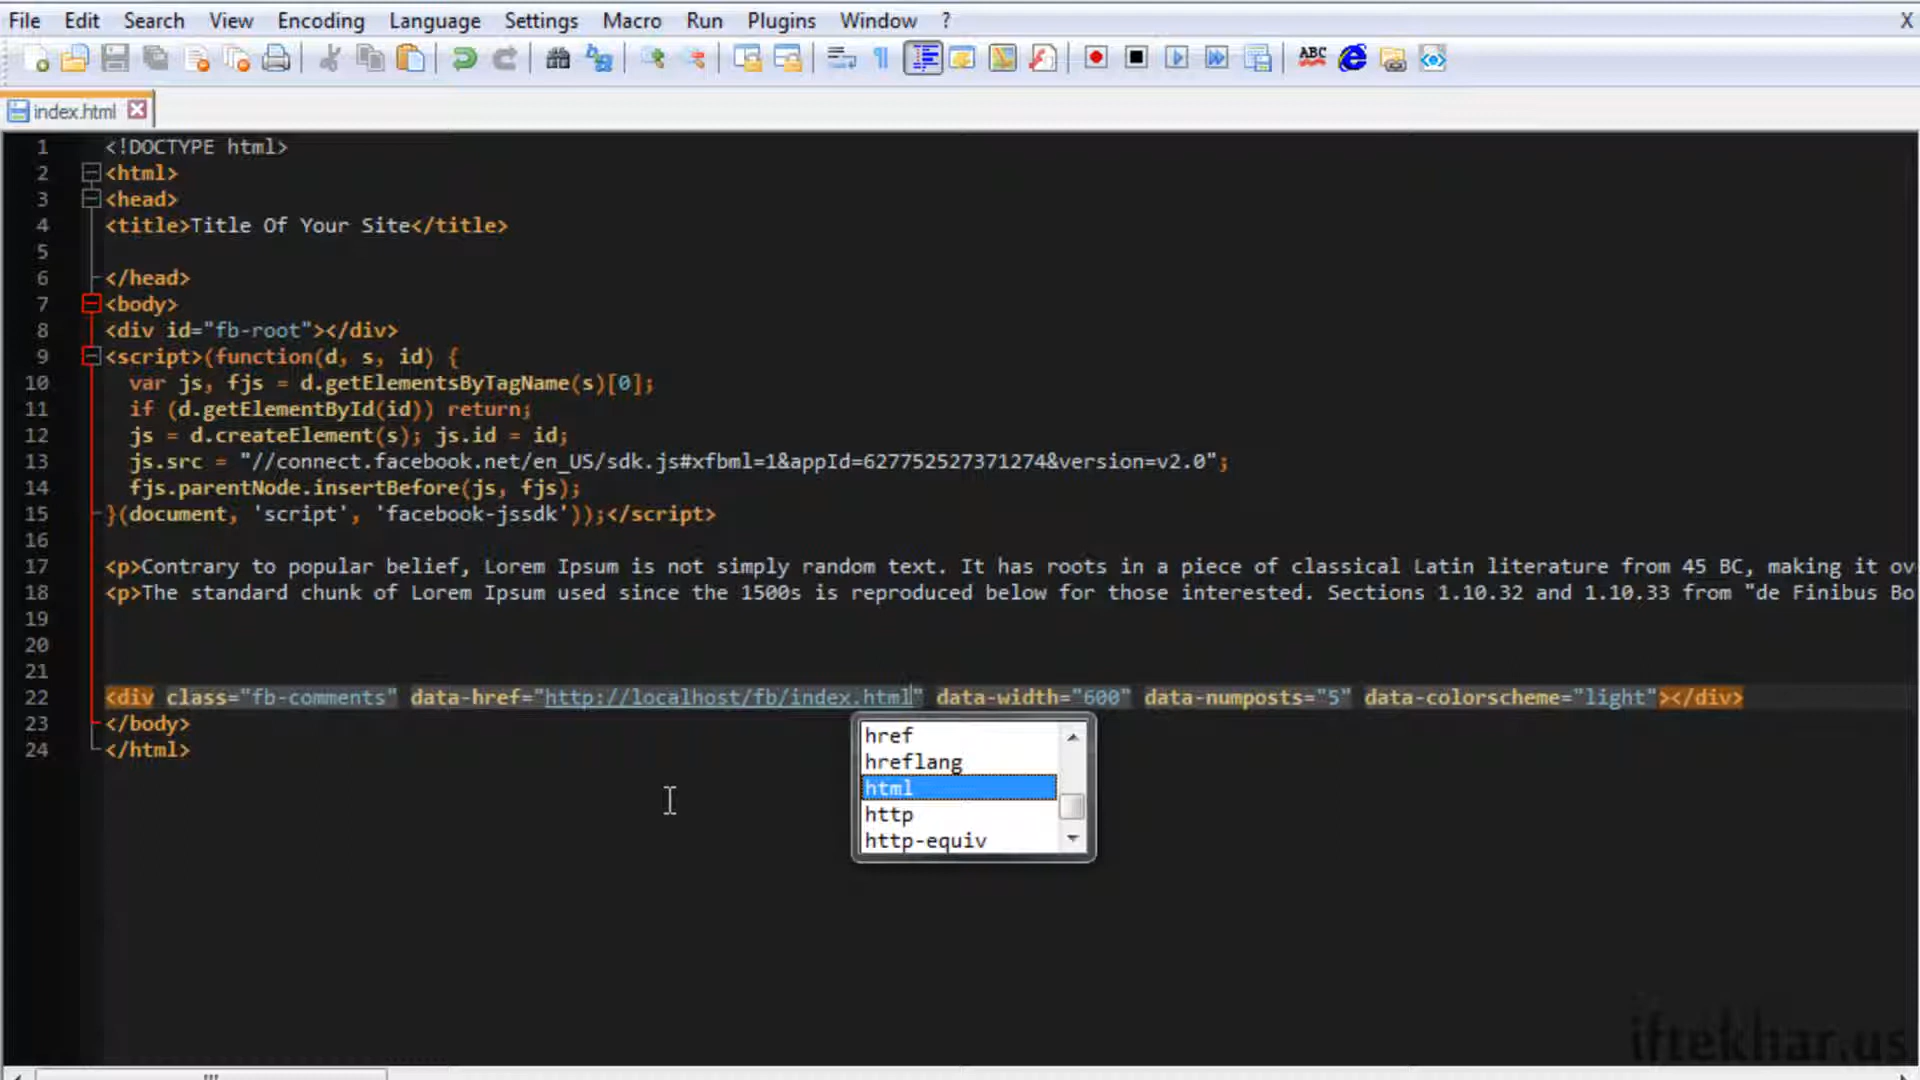 File Edit Search View Encoding Language Settings Macro Run Plugins Window ? X
ABC
index.html
1 <!DOCTYPE html>
2 <html>
3 <head>
4 <title>Title Of Your Site</title>
5
6 </head>
7 <body>
8 <div id="fb-root"></div>
9 <script>(function(d, s, id) {
10 var js, fjs = d.getElementsByTagName(s)[0];
11 if (d.getElementById(id)) return;
12 js = d.createElement(s); js.id = id;
13 js.src = "//connect.facebook.net/en_US/sdk.js#xfbml=1&appId=627752527371274&version=v2.0";
14 fjs.parentNode.insertBefore(js, fjs);
15 }(document, 'script', 'facebook-jssdk'));</script>
16
17 <p>Contrary to popular belief, Lorem Ipsum is not simply random text. It has roots in a piece of classical Latin literature from 45 BC, making it ov
18 <p>The standard chunk of Lorem Ipsum used since the 1500s is reproduced below for those interested. Sections 1.10.32 and 1.10.33 from "de Finibus Bo
19
20
21
22 <div class="fb-comments" data-href="http://localhost/fb/index.html" data-width="600" data-numposts="5" data-colorscheme="light"></div>
23 </body>
24 </html>
href
hreflang
html
http
http-equiv
iftekhar.us